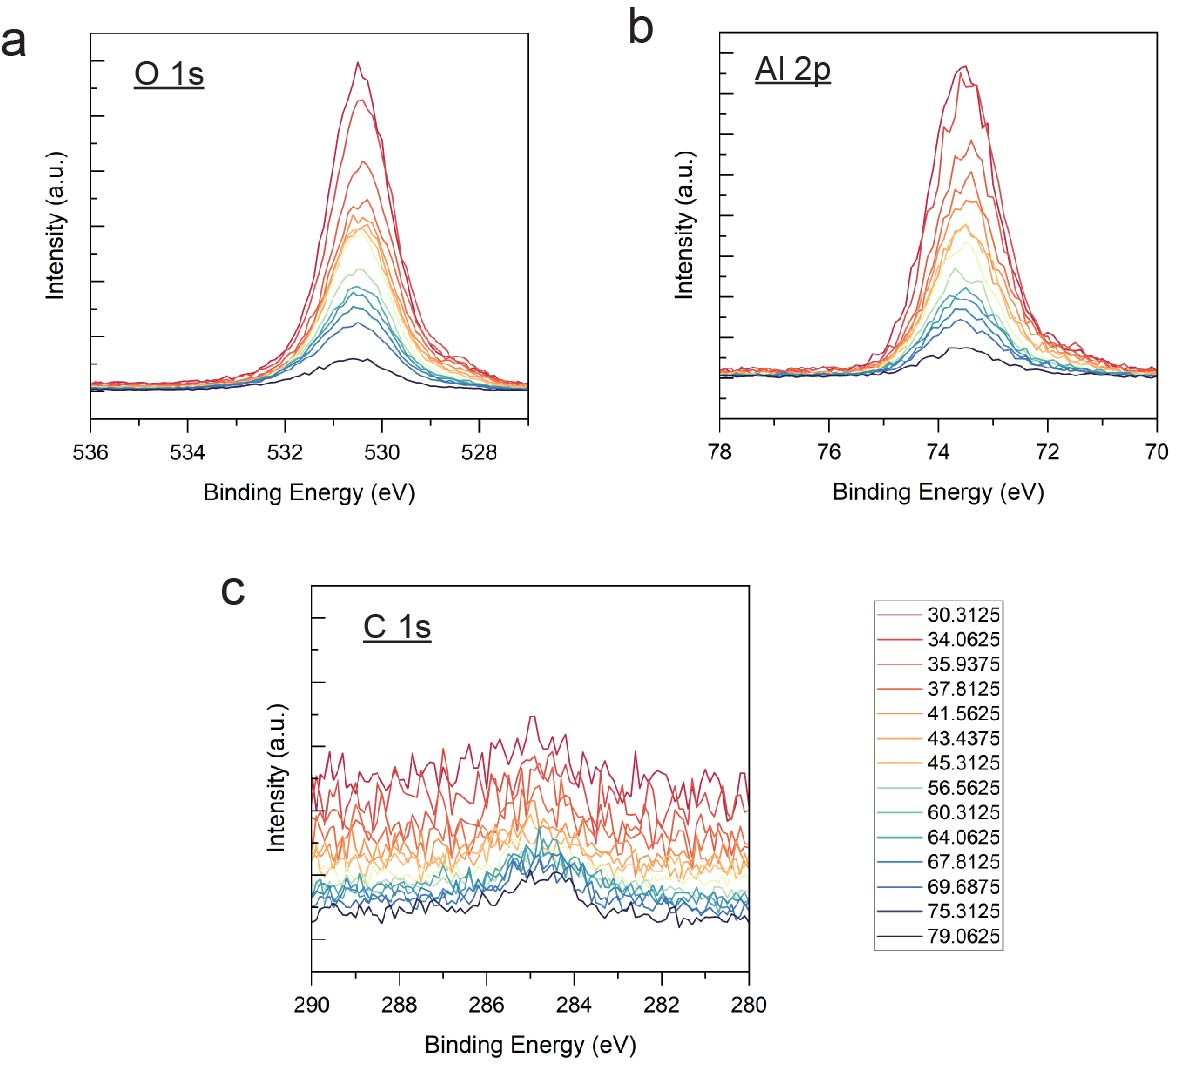 a
O 1s
Intensity (a.u.)
536 534 532 530 528
Binding Energy (eV)
b
Al 2p
Intensity (a.u.)
78 76 74 72 70
Binding Energy (eV)
c
C 1s
Intensity (a.u.)
290 288 286 284 282 280
Binding Energy (eV)
30.3125
34.0625
35.9375
37.8125
41.5625
43.4375
45.3125
56.5625
60.3125
64.0625
67.8125
69.6875
75.3125
79.0625